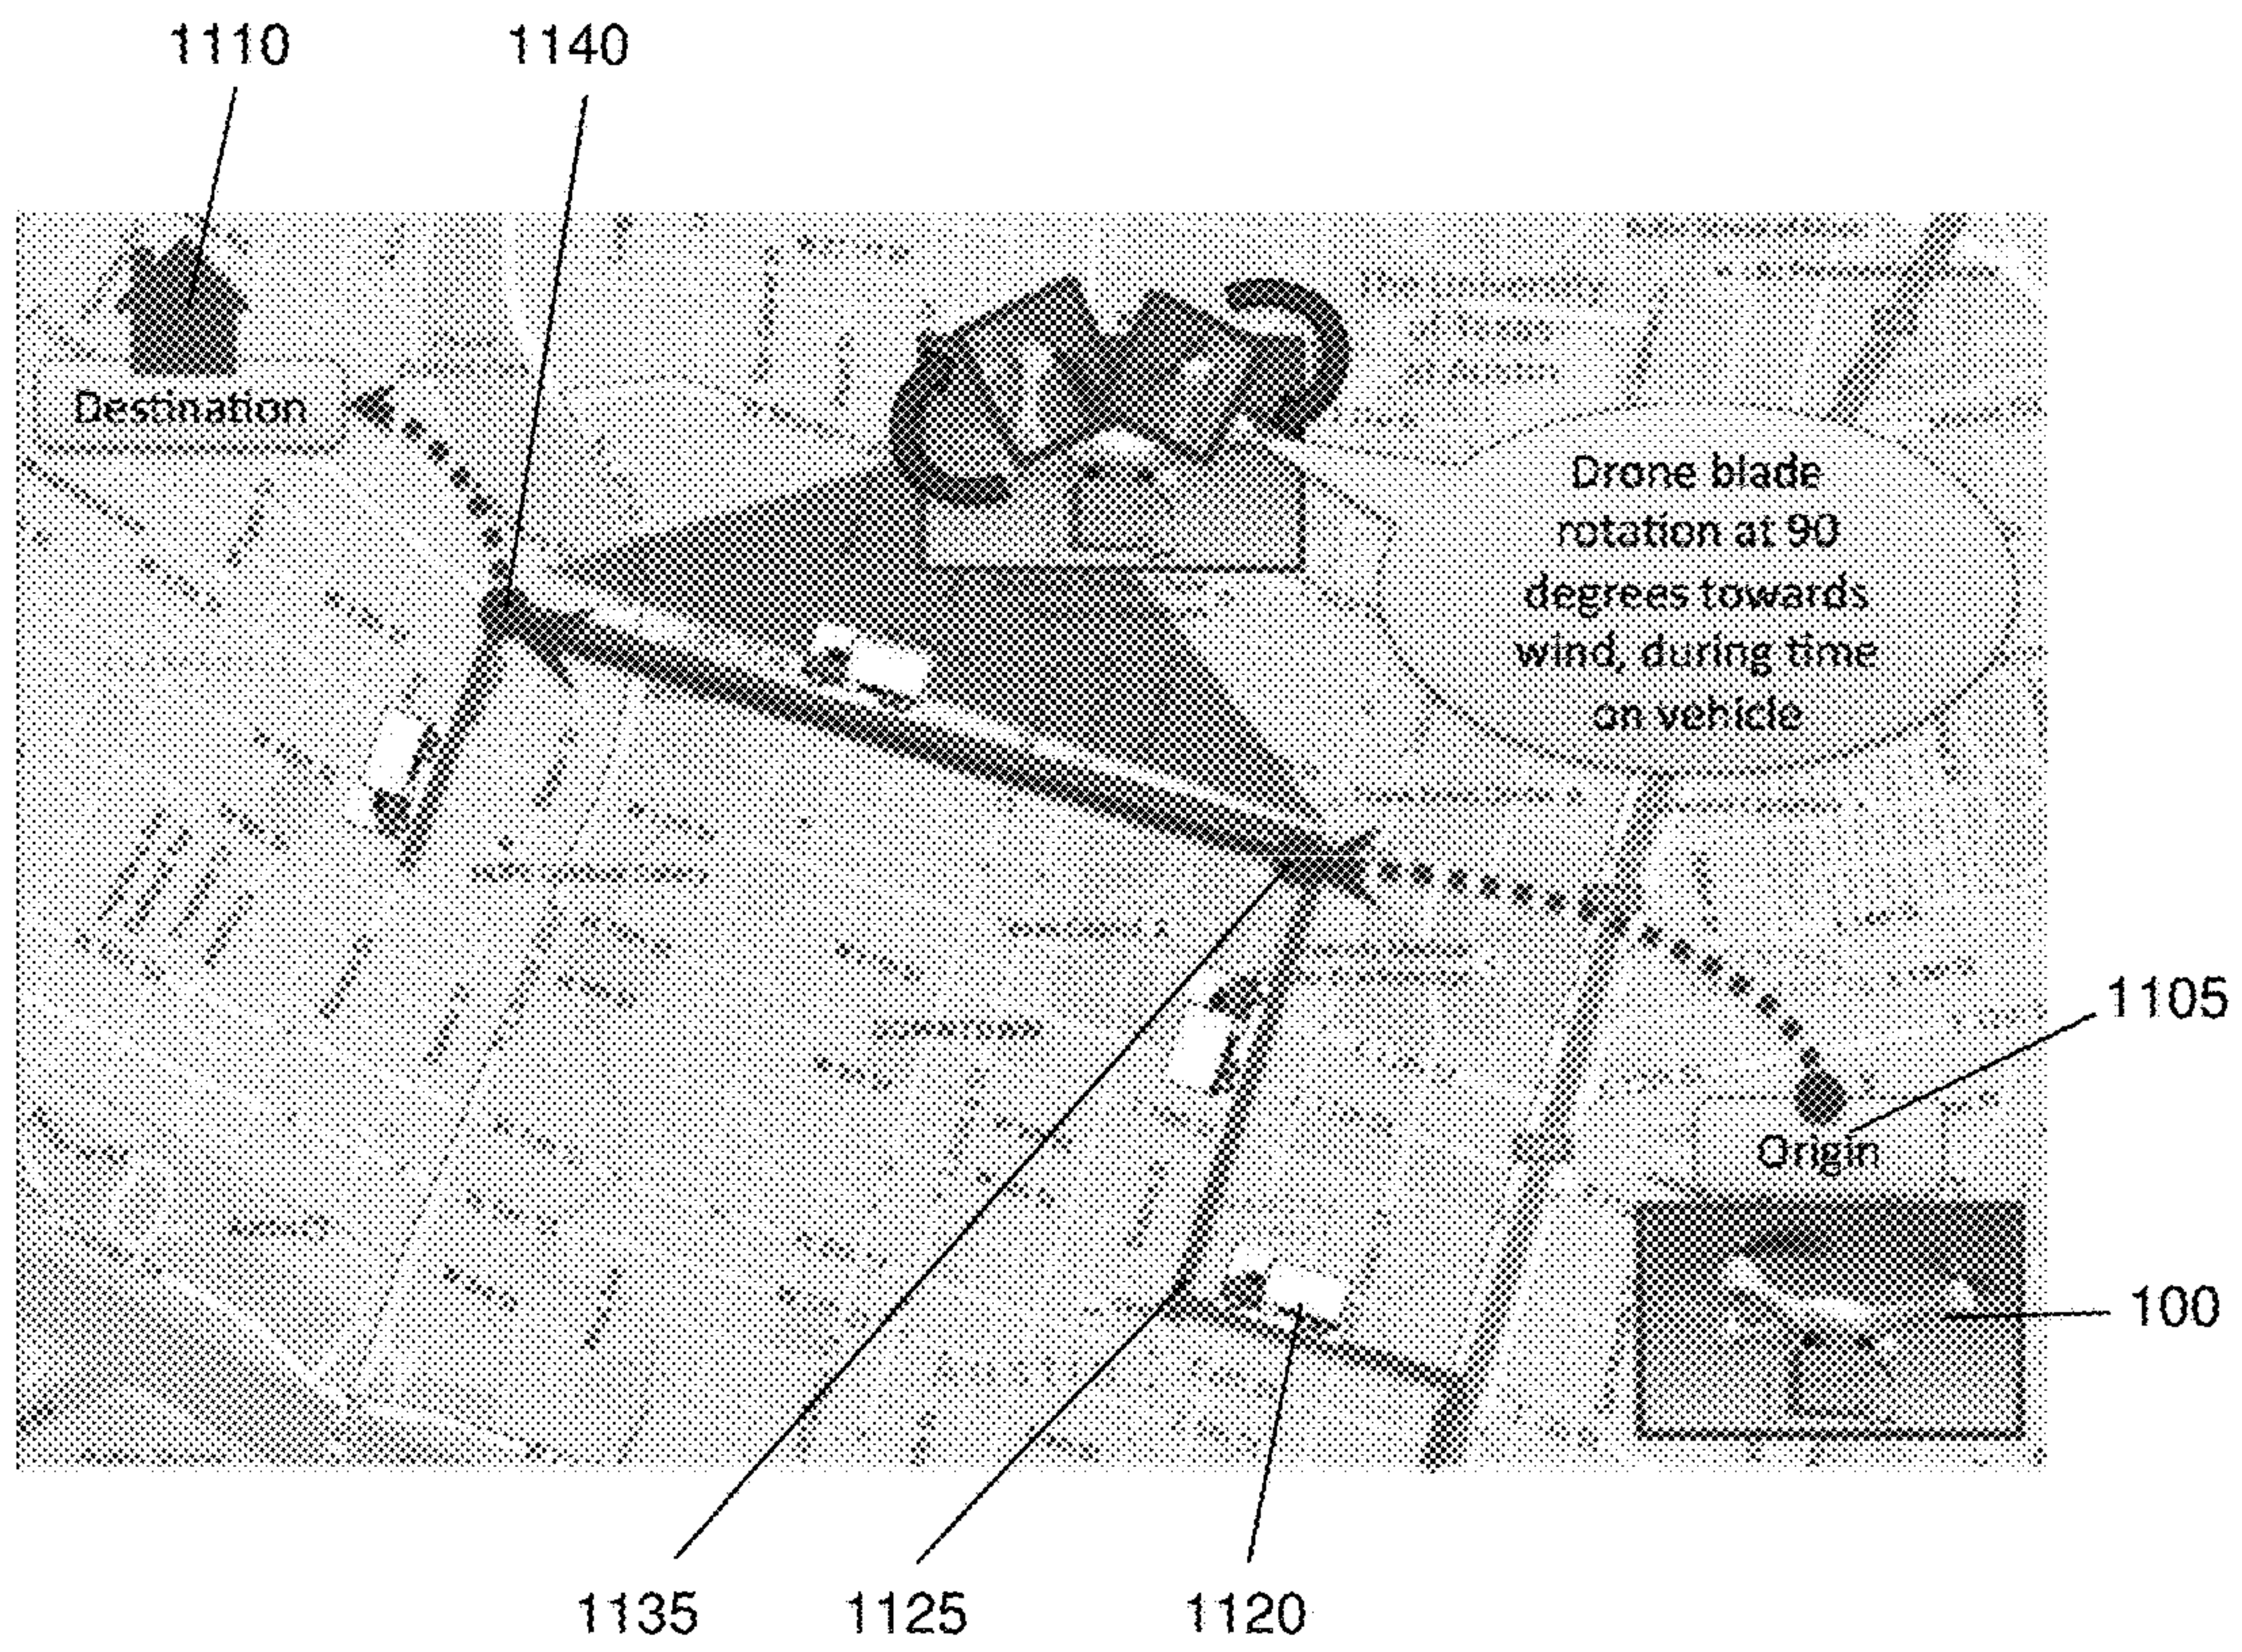 1110
1140
Destination
Drone blade
rotation at 90
degrees towards
wind, during time
on vehicle
1105
Origin
100
1135
1125
1120